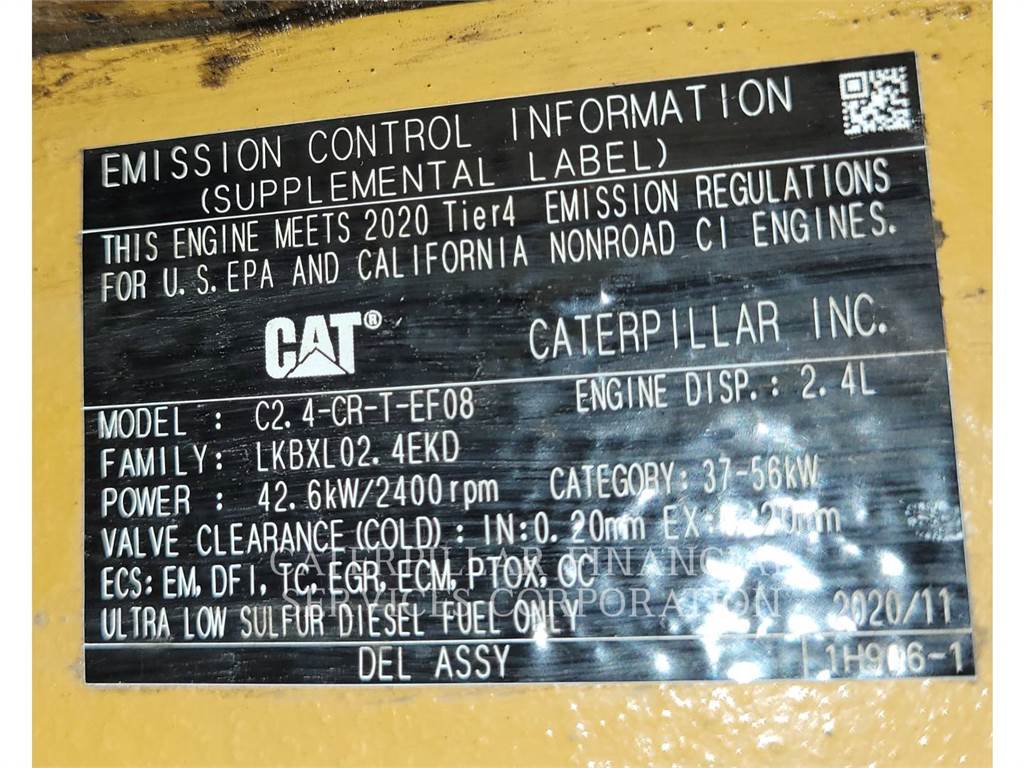 EMISSION CONTROL INFORMATION
(SUPPLEMENTAL LABEL)
THIS ENGINE MEETS 2020 Tier4 EMISSION REGULATIONS
FOR U.S.EPA AND CALIFORNIA NONROAD CI ENGINES.
CAT® CATERPILLAR INC.
MODEL : C2.4-CR-T-EF08 ENGINE DISP.: 2.4L
FAMILY: LKBXL02.4EKD
POWER : 42.6kW/2400rpm CATEGORY: 37-56kW
VALVE CLEARANCE(COLD): IN:0.20mm EX:0.20mm
CATERPILLAR FINANCIAL
ECS: EM, DFI, TC, EGR, ECM, PTOX, OC
SERVICES CORPORATION
ULTRA LOW SULFUR DIESEL FUEL ONLY 2020/11
DEL ASSY